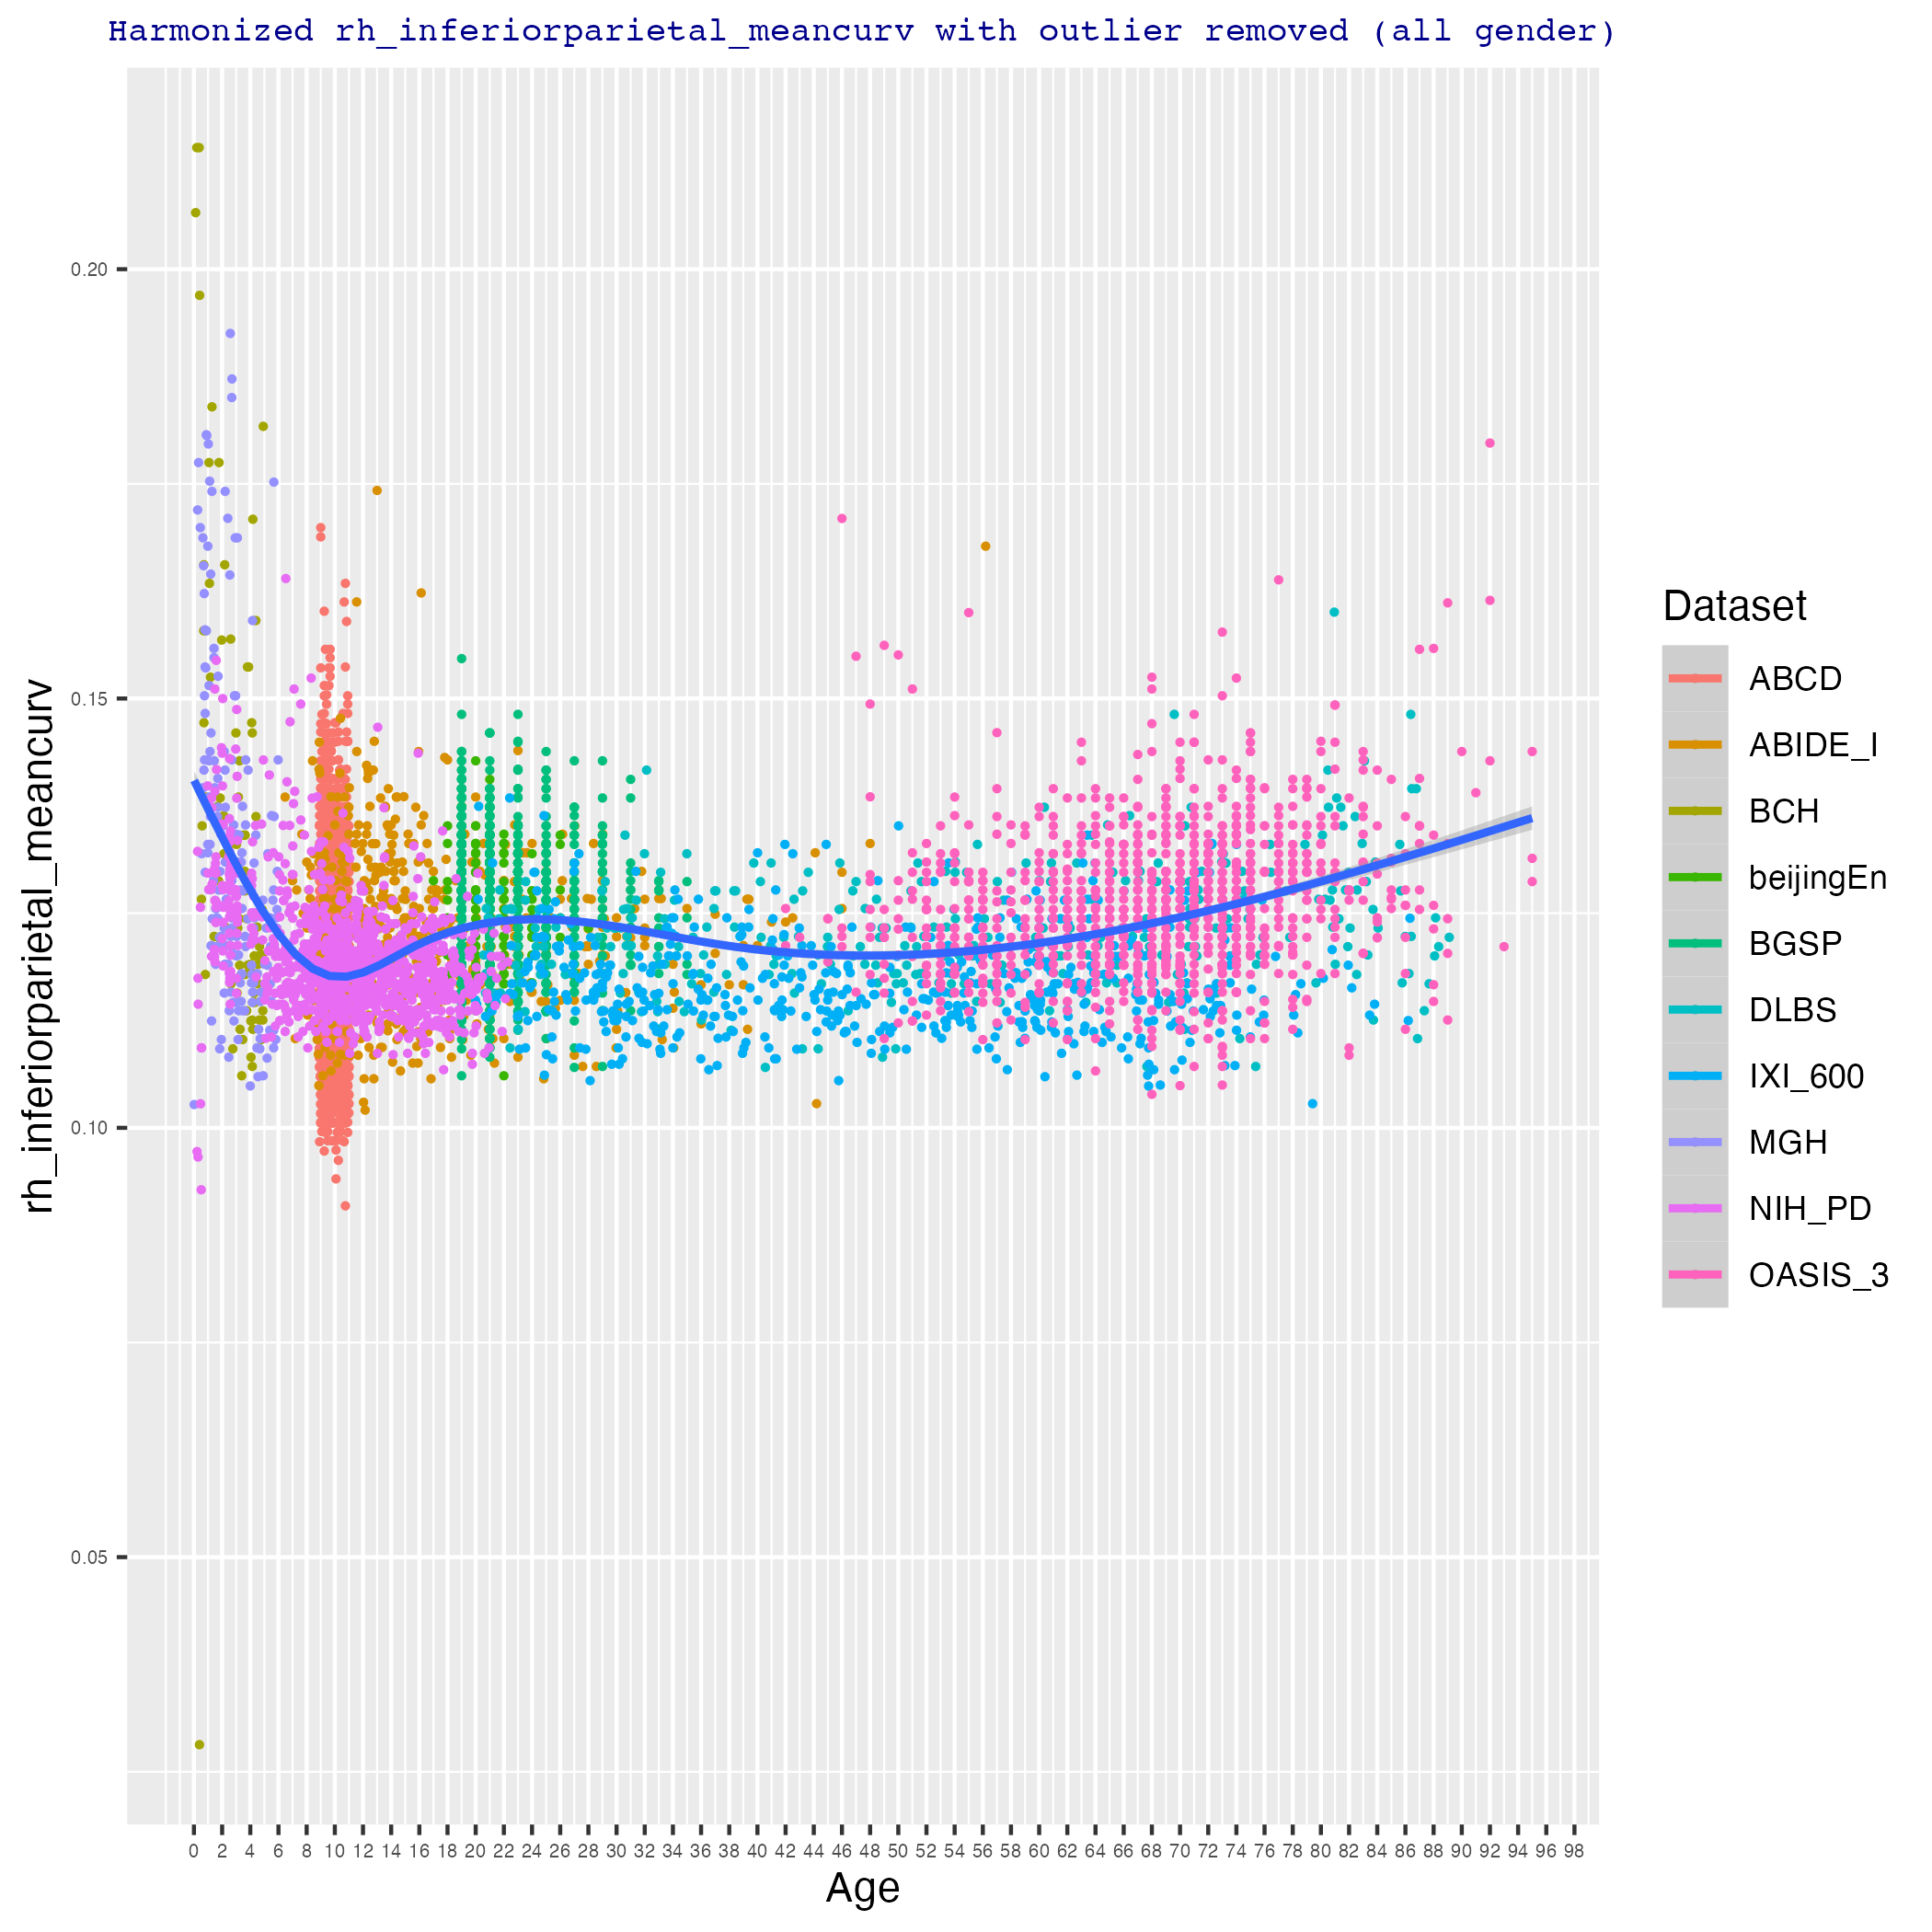 Harmonized rh_inferiorparietal_meancurv with outlier removed (all gender)
rh_inferiorparietal_meancurv
0.20
0.15
0.10
0.05
0 2 4 6 8 10 12 14 16 18 20 22 24 26 28 30 32 34 36 38 40 42 44 46 48 50 52 54 56 58 60 62 64 66 68 70 72 74 76 78 80 82 84 86 88 90 92 94 96 98
Age
Dataset
ABCD
ABIDE_I
BCH
beijingEn
BGSP
DLBS
IXI_600
MGH
NIH_PD
OASIS_3